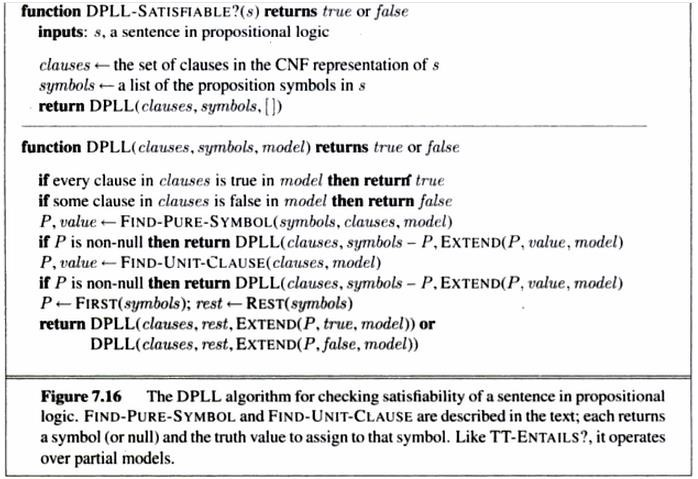 function DPLL-SATISFIABLE?(s) returns true or false
inputs: s, a sentence in propositional logic
clauses ← the set of clauses in the CNF representation of s
symbols ← a list of the proposition symbols in s
return DPLL(clauses, symbols, [ ])
function DPLL(clauses, symbols, model) returns true or false
if every clause in clauses is true in model then return true
if some clause in clauses is false in model then return false
P, value ← FIND-PURE-SYMBOL(symbols, clauses, model)
if P is non-null then return DPLL(clauses, symbols – P, EXTEND(P, value, model)
P, value ← FIND-UNIT-CLAUSE(clauses, model)
if P is non-null then return DPLL(clauses, symbols – P, EXTEND(P, value, model)
P ← FIRST(symbols); rest ← REST(symbols)
return DPLL(clauses, rest, EXTEND(P, true, model)) or
DPLL(clauses, rest, EXTEND(P, false, model))
Figure 7.16 The DPLL algorithm for checking satisfiability of a sentence in propositional
logic. FIND-PURE-SYMBOL and FIND-UNIT-CLAUSE are described in the text; each returns
a symbol (or null) and the truth value to assign to that symbol. Like TT-ENTAILS?, it operates
over partial models.